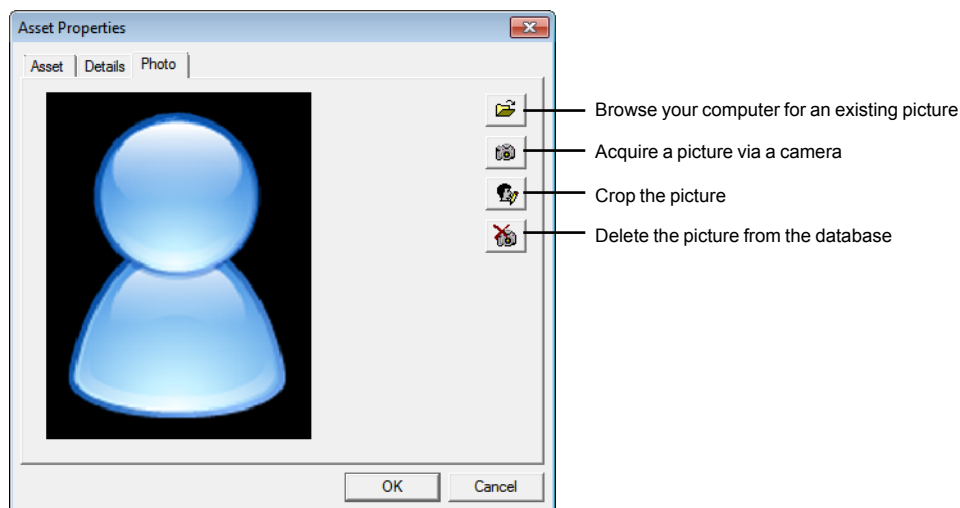 Asset Properties
Asset Details Photo
Browse your computer for an existing picture
Acquire a picture via a camera
Crop the picture
Delete the picture from the database
OK Cancel